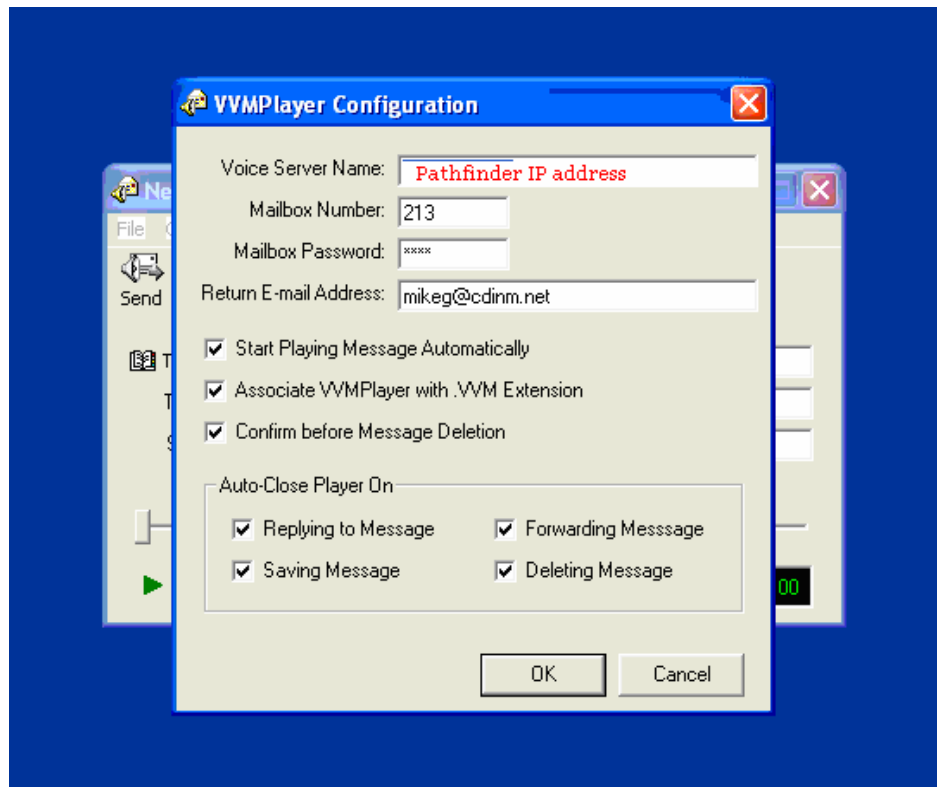 VVMPlayer Configuration
Voice Server Name: Pathfinder IP address
Ne
Mailbox Number: 213
File
Mailbox Password: ****
Send
Return E-mail Address: mikeg@cdinm.net
Start Playing Message Automatically
T
Associate VVMPlayer with .VVM Extension
T
Confirm before Message Deletion
S
Auto-Close Player On
Replying to Message Forwarding Messsage
Saving Message Deleting Message
00
OK Cancel